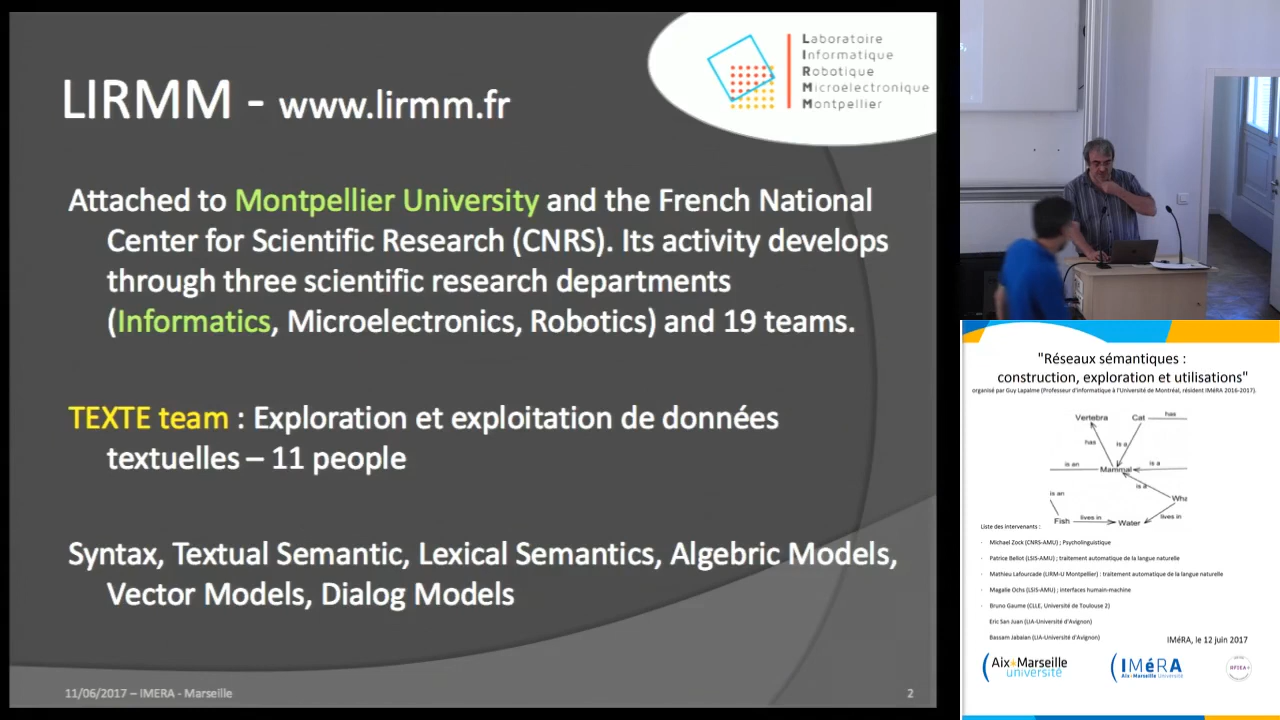 LIRMM - www.lirmm.fr
Laboratoire
Informatique
Robotique
Microelectronique
Montpellier
Attached to Montpellier University and the French National
Center for Scientific Research (CNRS). Its activity develops
through three scientific research departments
(Informatics, Microelectronics, Robotics) and 19 teams.
TEXTE team : Exploration et exploitation de données
textuelles – 11 people
Syntax, Textual Semantic, Lexical Semantics, Algebric Models,
Vector Models, Dialog Models
11/06/2017 – IMERA - Marseille
2
"Réseaux sémantiques :
construction, exploration et utilisations"
organisé par Guy Lapalme (Professeur d'informatique à l'Université de Montréal, résident IMéRA 2016-2017).
Vertebra
Cat
has
has
is a
is an
Mammal
is a
is a
is an
Wha
Fish
lives in
Water
lives in
Liste des intervenants :
- Michael Zock (CNRS-AMU) ; Psycholinguistique
- Patrice Bellot (LSIS-AMU) ; traitement automatique de la langue naturelle
- Mathieu Lafourcade (LIRM-U Montpellier) : traitement automatique de la langue naturelle
- Magalie Ochs (LSIS-AMU) ; interfaces humain-machine
- Bruno Gaume (CLLE, Université de Toulouse 2)
Eric San Juan (LIA-Université d'Avignon)
Bassam Jabaian (LIA-Université d'Avignon)
IMéRA, le 12 juin 2017
Aix*Marseille
université
IMéRA
Aix-Marseille Université